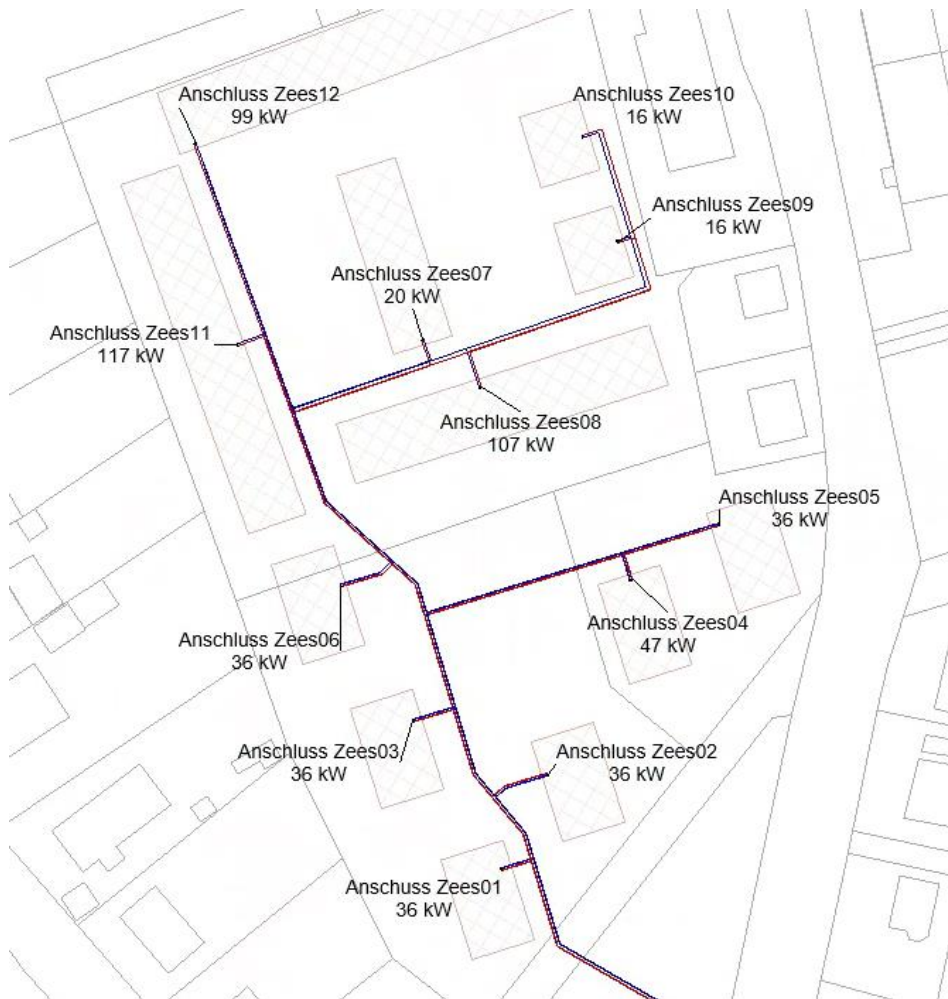 Anschluss Zees12
99 kW
Anschluss Zees10
16 kW
Anschluss Zees09
16 kW
Anschluss Zees07
20 kW
Anschluss Zees11
117 kW
Anschluss Zees08
107 kW
Anschluss Zees05
36 kW
Anschluss Zees04
47 kW
Anschluss Zees06
36 kW
Anschluss Zees03
36 kW
Anschluss Zees02
36 kW
Anschuss Zees01
36 kW